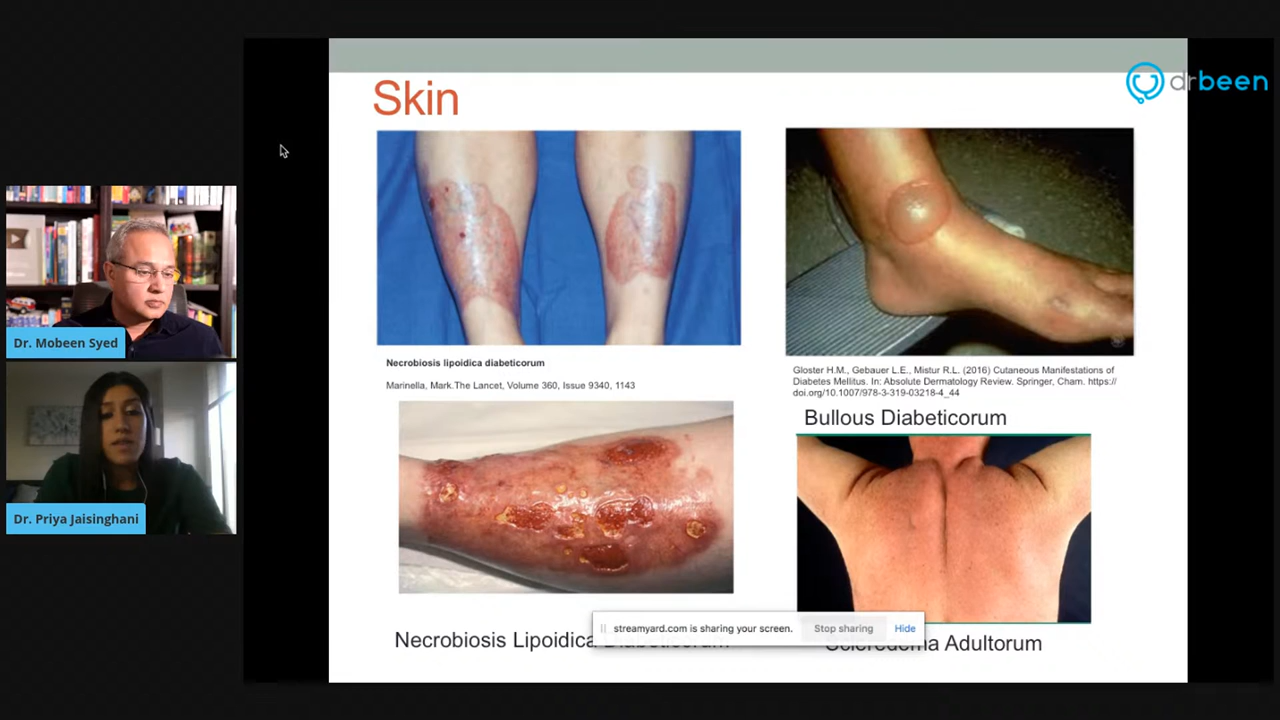 Skin
drbeen
Necrobiosis lipoidica diabeticorum
Marinella, Mark.The Lancet, Volume 360, Issue 9340, 1143
Gloster H.M., Gebauer L.E., Mistur R.L. (2016) Cutaneous Manifestations of
Diabetes Mellitus. In: Absolute Dermatology Review. Springer, Cham. https://
doi.org/10.1007/978-3-319-03218-4_44
Bullous Diabeticorum
Dr. Mobeen Syed
Dr. Priya Jaisinghani
streamyard.com is sharing your screen. Stop sharing Hide
Necrobiosis Lipoidica Diabeticorum
Scleredema Adultorum